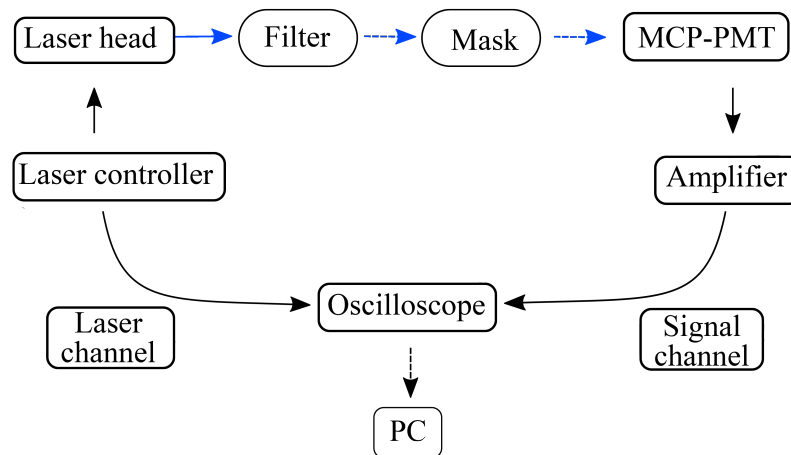 Laser head
Filter
Mask
MCP-PMT
Laser controller
Amplifier
Oscilloscope
Laser
channel
Signal
channel
PC